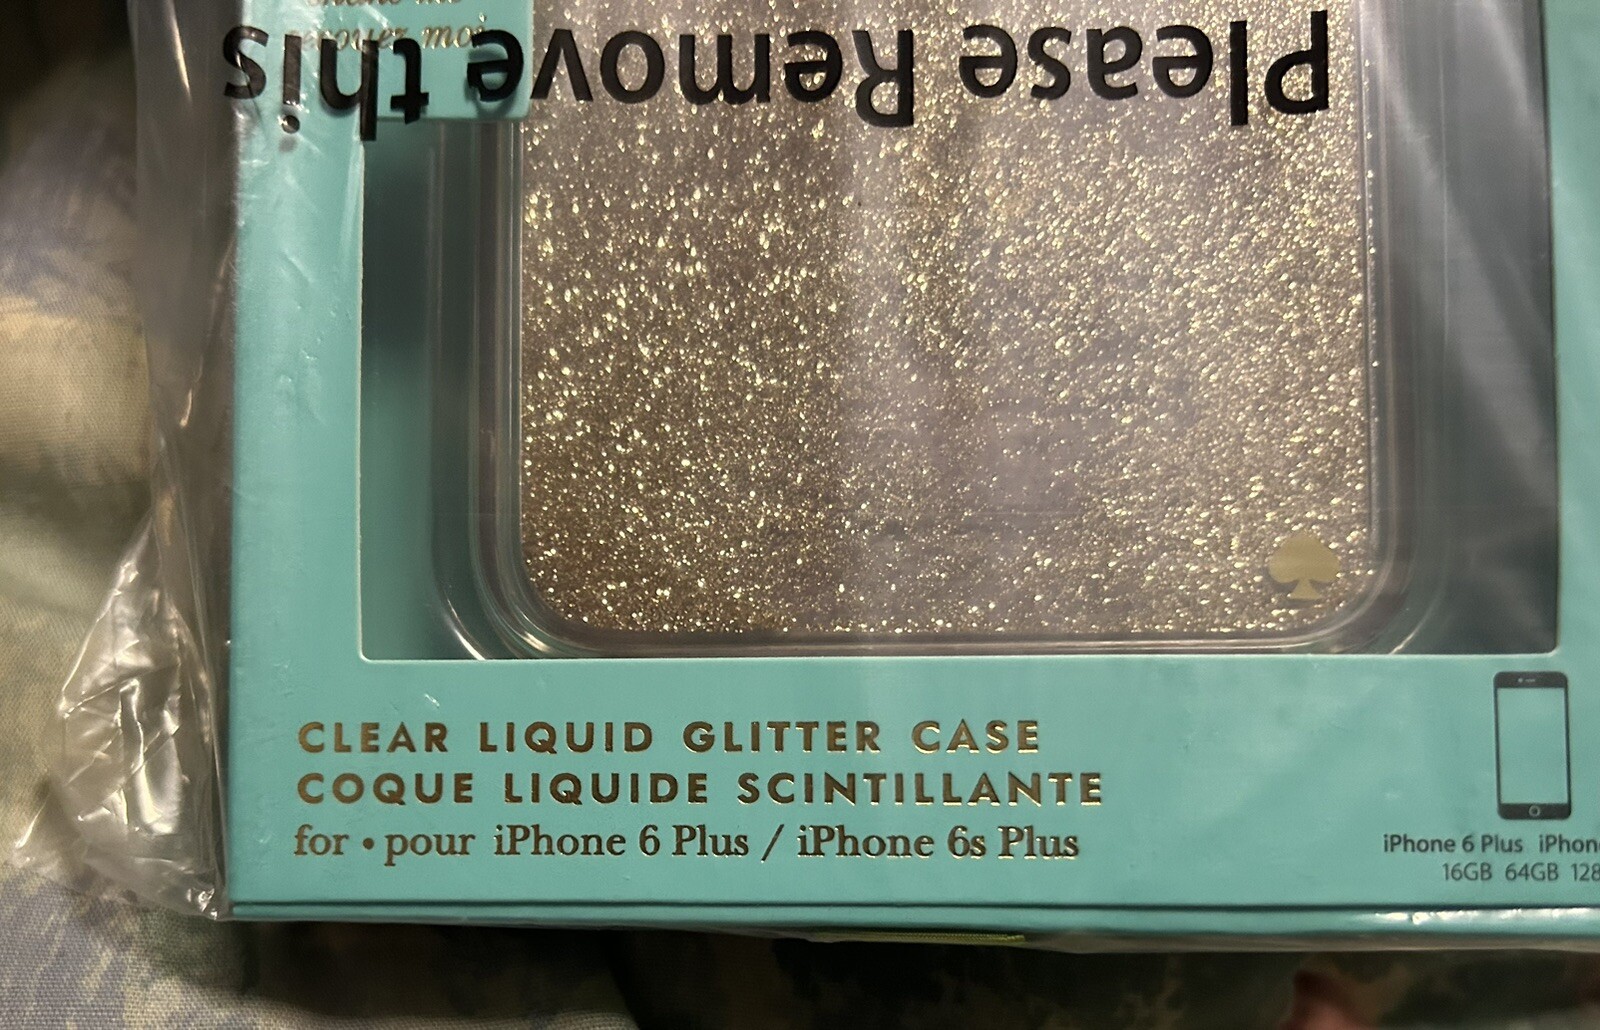 moi
Please Remove this
CLEAR LIQUID GLITTER CASE
COQUE LIQUIDE SCINTILLANTE
for • pour iPhone 6 Plus / iPhone 6s Plus
iPhone 6 Plus
16GB 64GB